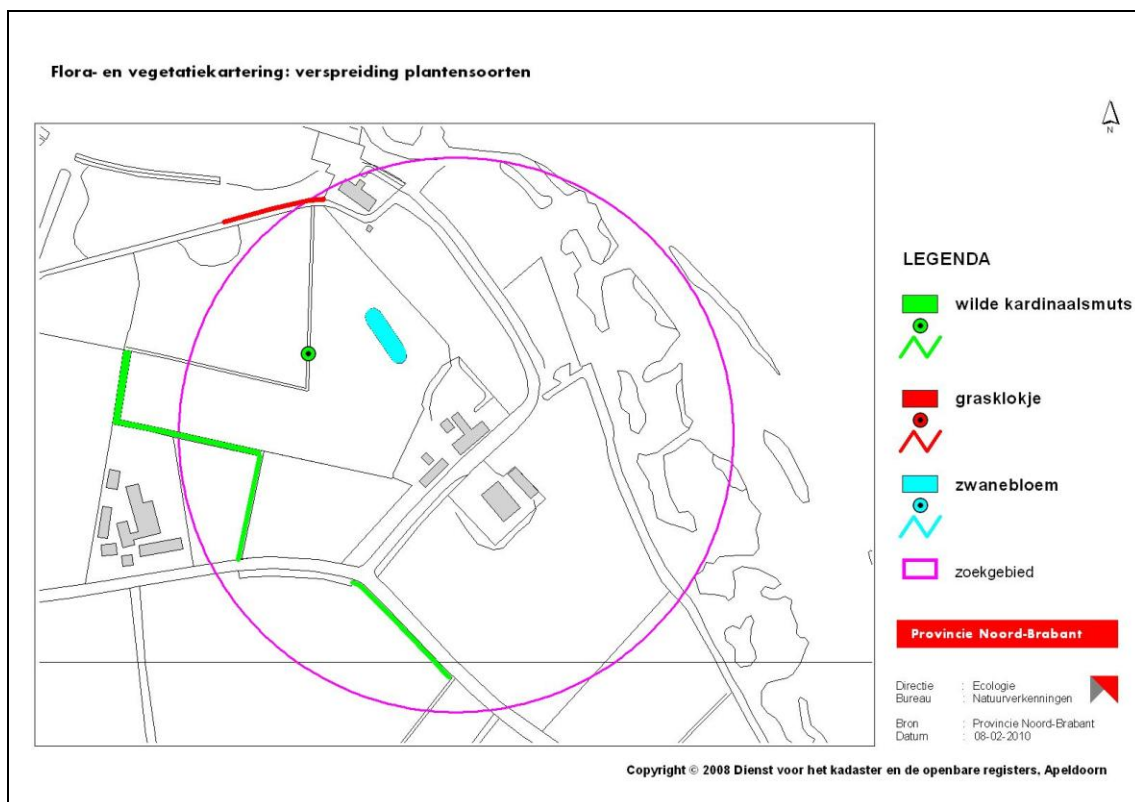 Flora- en vegetatiekartering: verspreiding plantensoorten
N
LEGENDA
wilde kardinaalsmuts
grasklokje
zwanebloem
zoekgebied
Provincie Noord-Brabant
Directie : Ecologie
Bureau : Natuurverkenningen
Bron : Provincie Noord-Brabant
Datum : 08-02-2010
Copyright © 2008 Dienst voor het kadaster en de openbare registers, Apeldoorn